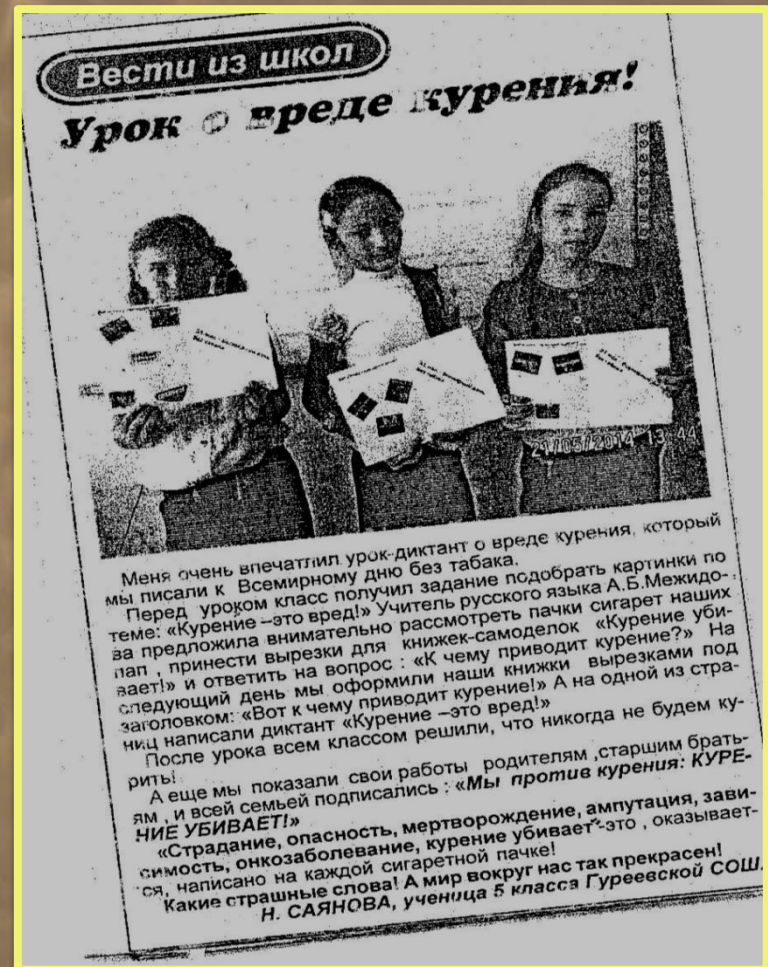 Вести из школ
Урок о вреде курения!
21/05/2014 13 44
Меня очень впечатлил урок-диктант о вреде курения, который
мы писали к Всемирному дню без табака.
Перед уроком класс получил задание подобрать картинки по
теме: «Курение –это вред!» Учитель русского языка А.Б.Межидо-
ва предложила внимательно рассмотреть пачки сигарет наших
пап , принести вырезки для книжек-самоделок «Курение уби-
вает!» и ответить на вопрос : «К чему приводит курение?» На
следующий день мы оформили наши книжки вырезками под
заголовком: «Вот к чему приводит курение!» А на одной из стра-
ниц написали диктант «Курение –это вред!»
После урока всем классом решили, что никогда не будем ку-
рить!
А еще мы показали свои работы родителям ,старшим брать-
ям , и всей семьей подписались : «Мы против курения: КУРЕ-
НИЕ УБИВАЕТ!»
«Страдание, опасность, мертворождение, ампутация, зави-
симость, онкозаболевание, курение убивает"-это , оказывает-
ся, написано на каждой сигаретной пачке!
Какие страшные слова! А мир вокруг нас так прекрасен!
Н. САЯНОВА, ученица 5 класса Гуреевской СОШ.